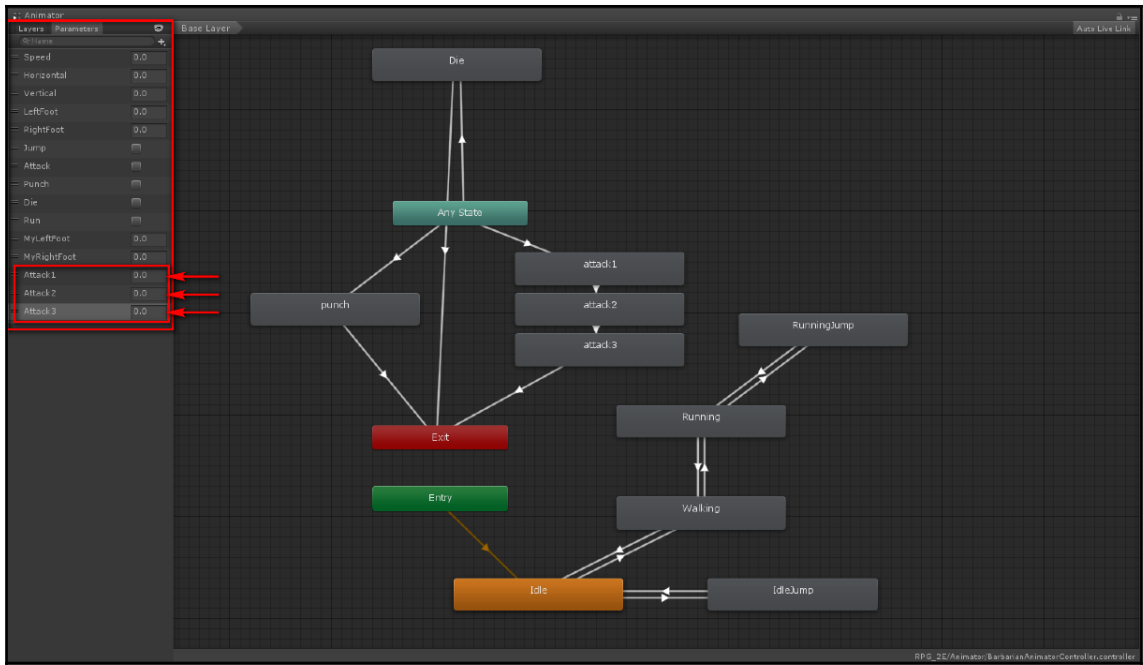 Animator
Layers Parameters
Base Layer
Auto Live Link
Name
Speed 0.0
Horizontal 0.0
Vertical 0.0
LeftFoot 0.0
RightFoot 0.0
Jump
Attack
Punch
Die
Run
MyLeftFoot 0.0
MyRightFoot 0.0
Attack1 0.0
Attack2 0.0
Attack3 0.0
Die
Any State
attack1
punch
attack2
attack3
RunningJump
Running
Exit
Entry
Walking
Idle
IdleJump
RPG_2E/Animator/BarbarianAnimatorController.controller